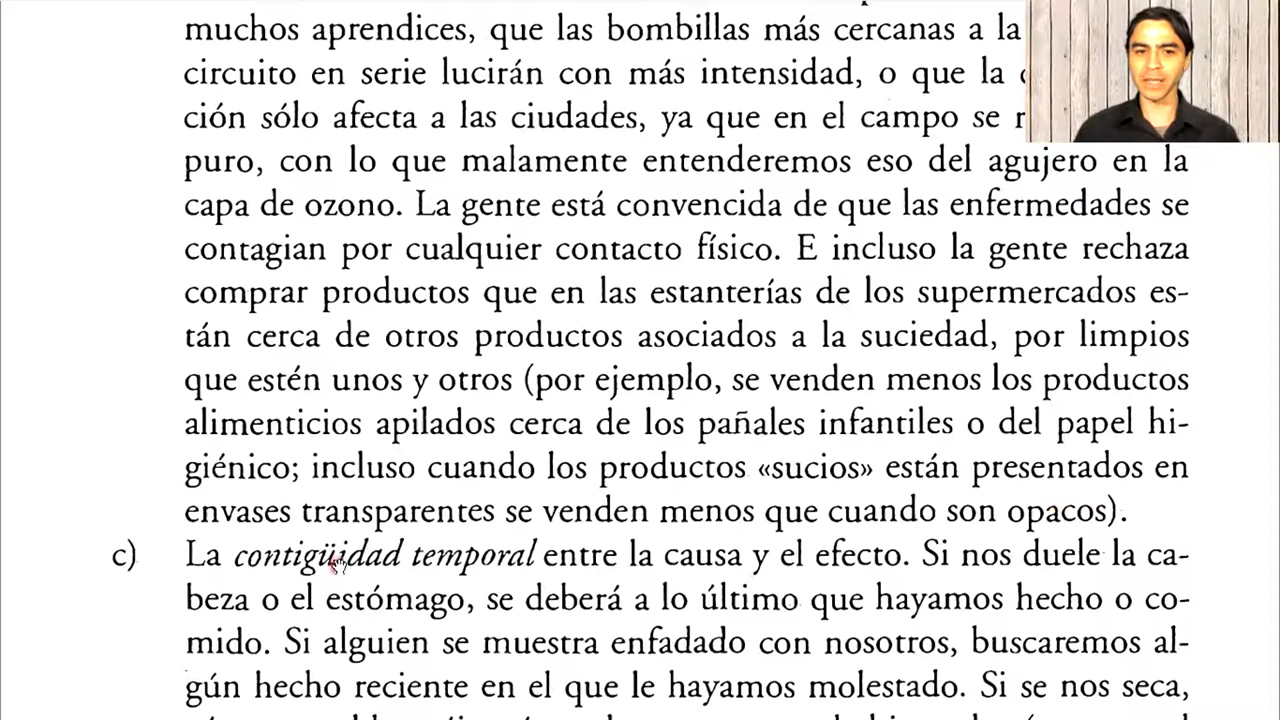 muchos aprendices, que las bombillas más cercanas a la
circuito en serie lucirán con más intensidad, o que la
ción sólo afecta a las ciudades, ya que en el campo se
puro, con lo que malamente entenderemos eso del agujero en la
capa de ozono. La gente está convencida de que las enfermedades se
contagian por cualquier contacto físico. E incluso la gente rechaza
comprar productos que en las estanterías de los supermercados es-
tán cerca de otros productos asociados a la suciedad, por limpios
que estén unos y otros (por ejemplo, se venden menos los productos
alimenticios apilados cerca de los pañales infantiles o del papel hi-
giénico; incluso cuando los productos «sucios» están presentados en
envases transparentes se venden menos que cuando son opacos).
c) La contigüidad temporal entre la causa y el efecto. Si nos duele la ca-
beza o el estómago, se deberá a lo último que hayamos hecho o co-
mido. Si alguien se muestra enfadado con nosotros, buscaremos al-
gún hecho reciente en el que le hayamos molestado. Si se nos seca,